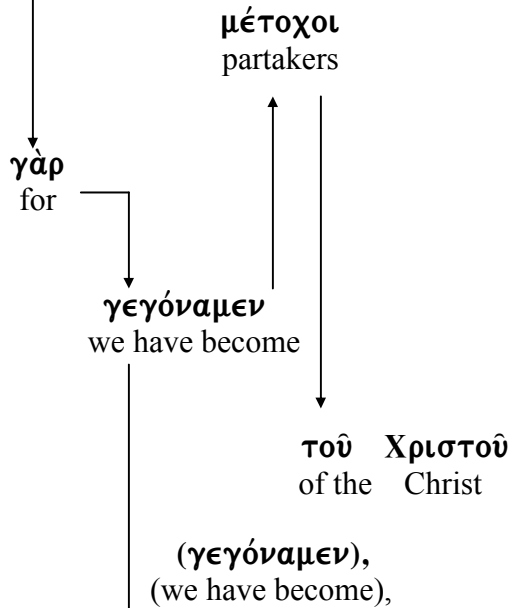 μέτοχοι
partakers
γὰρ
for
γεγόναμεν
we have become
τοῦ Χριστοῦ
of the Christ
(γεγόναμεν),
(we have become),